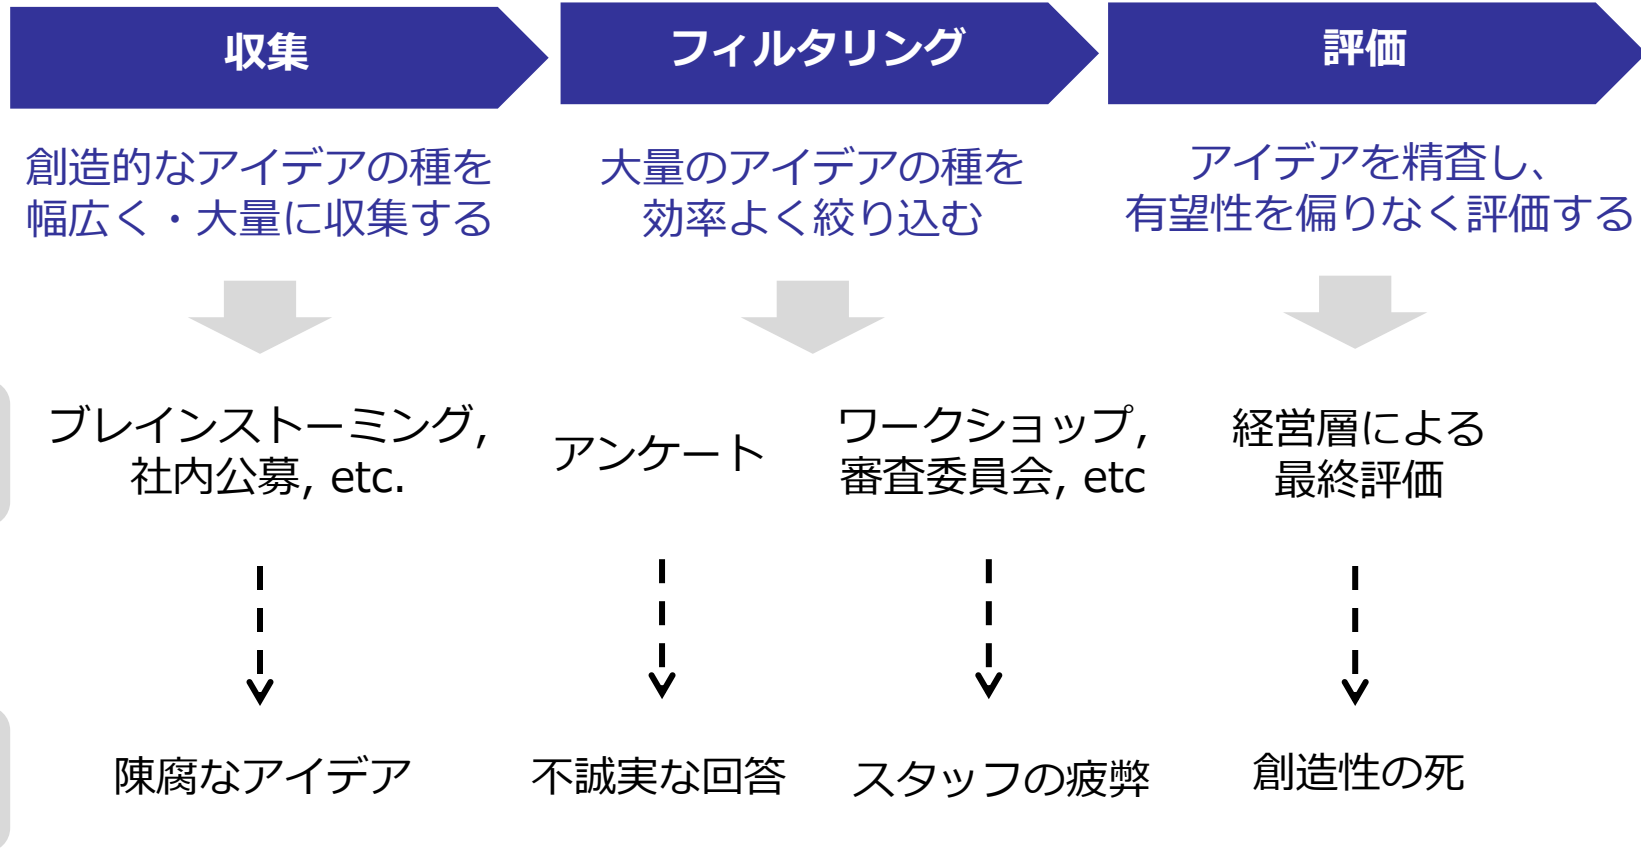 収集
フィルタリング
評価
創造的なアイデアの種を
幅広く・大量に収集する
大量のアイデアの種を
効率よく絞り込む
アイデアを精査し、
有望性を偏りなく評価する
ブレインストーミング,
社内公募, etc.
アンケート
ワークショップ,
審査委員会, etc
経営層による
最終評価
陳腐なアイデア
不誠実な回答
スタッフの疲弊
創造性の死